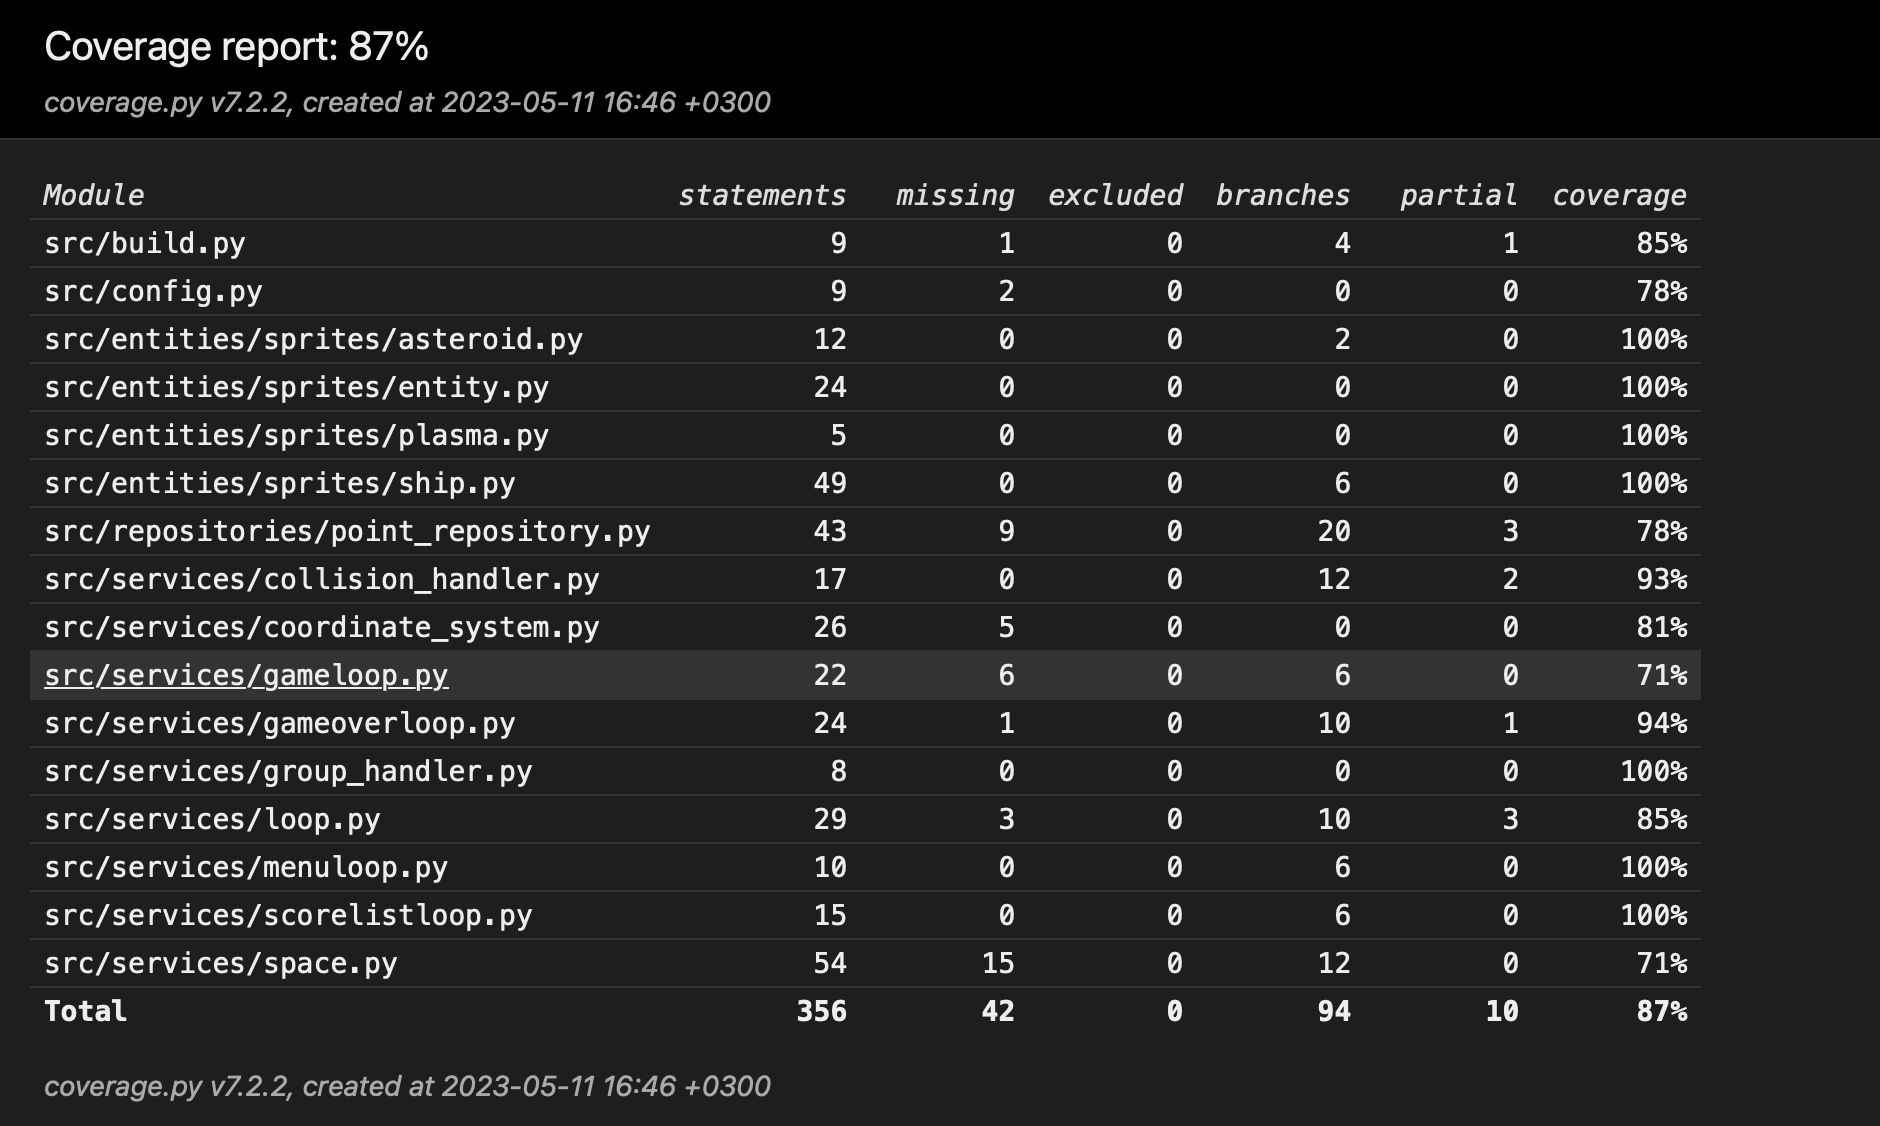 Coverage report: 87%
coverage.py v7.2.2, created at 2023-05-11 16:46 +0300
Module statements missing excluded branches partial coverage
src/build.py 9 1 0 4 1 85%
src/config.py 9 2 0 0 0 78%
src/entities/sprites/asteroid.py 12 0 0 2 0 100%
src/entities/sprites/entity.py 24 0 0 0 0 100%
src/entities/sprites/plasma.py 5 0 0 0 0 100%
src/entities/sprites/ship.py 49 0 0 6 0 100%
src/repositories/point_repository.py 43 9 0 20 3 78%
src/services/collision_handler.py 17 0 0 12 2 93%
src/services/coordinate_system.py 26 5 0 0 0 81%
src/services/gameloop.py 22 6 0 6 0 71%
src/services/gameoverloop.py 24 1 0 10 1 94%
src/services/group_handler.py 8 0 0 0 0 100%
src/services/loop.py 29 3 0 10 3 85%
src/services/menuloop.py 10 0 0 6 0 100%
src/services/scorelistloop.py 15 0 0 6 0 100%
src/services/space.py 54 15 0 12 0 71%
Total 356 42 0 94 10 87%
coverage.py v7.2.2, created at 2023-05-11 16:46 +0300